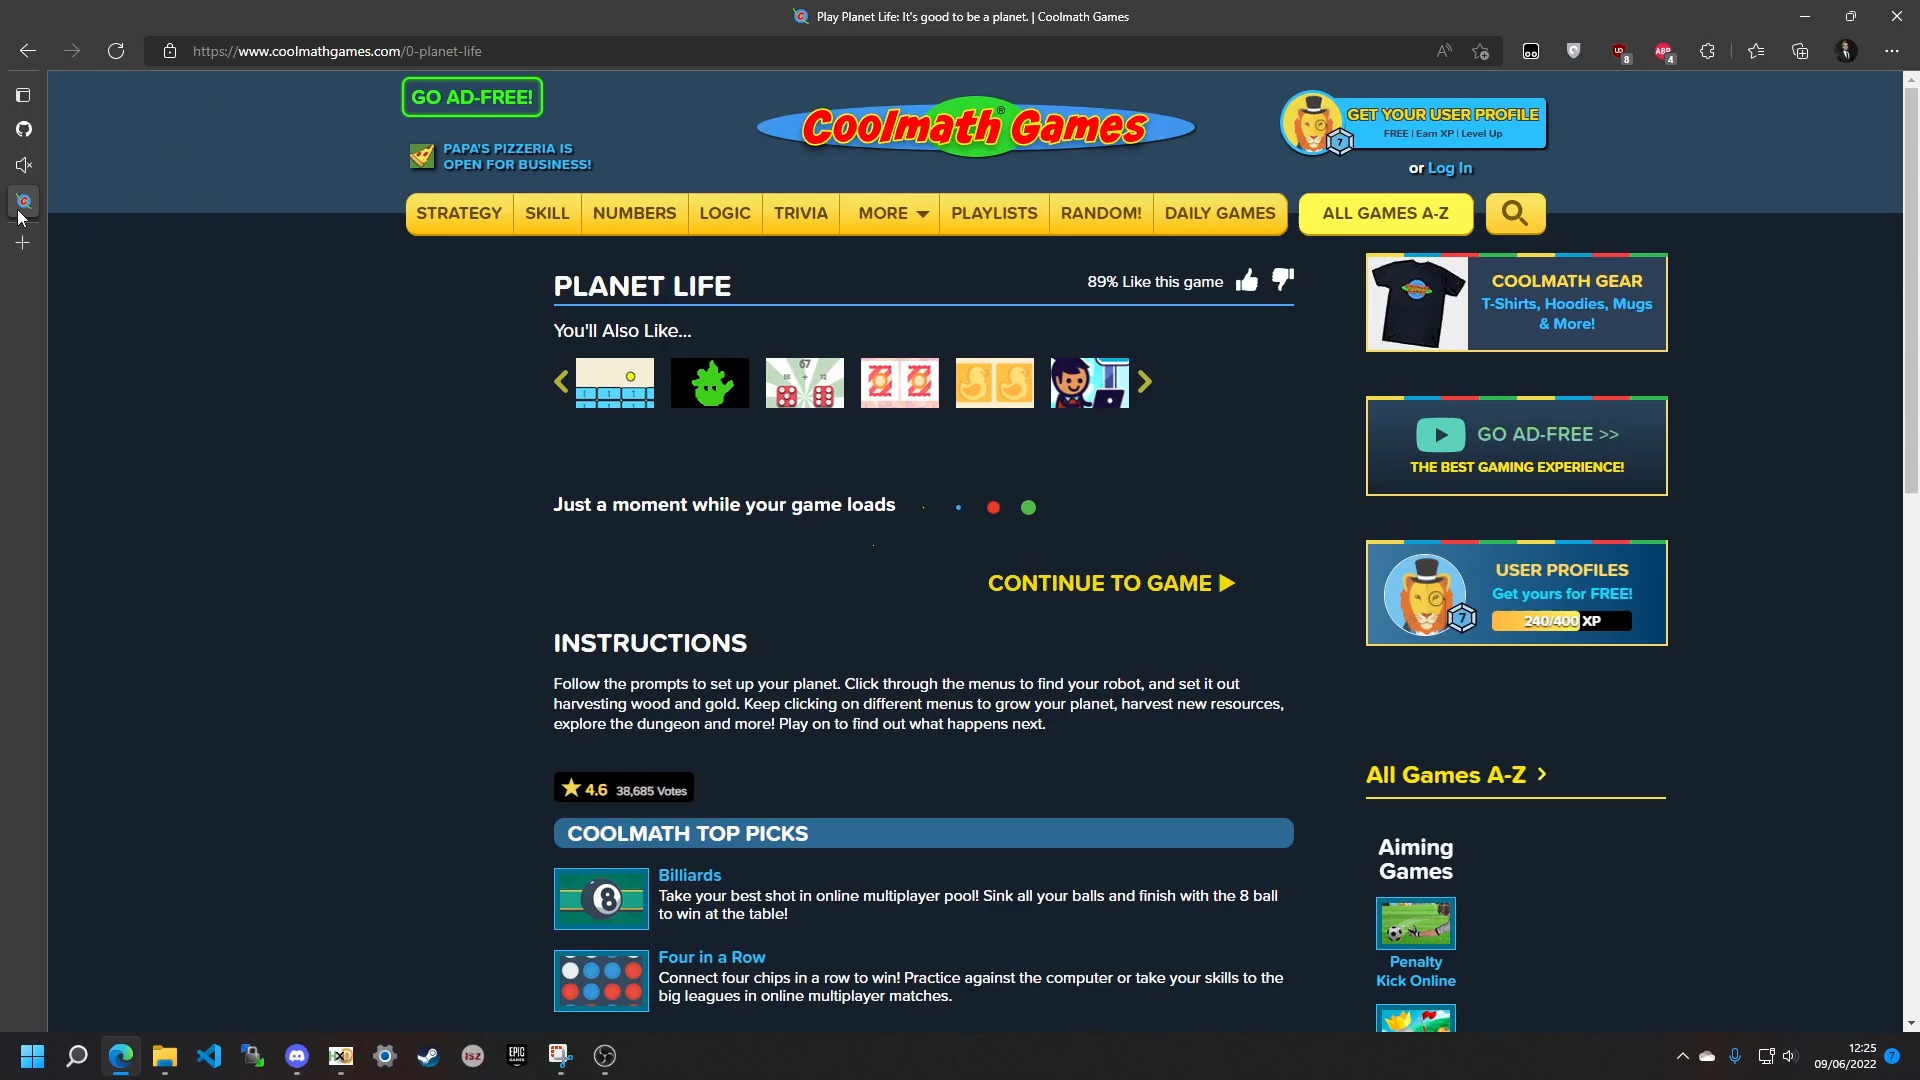 Play Planet Life: It's good to be a planet. | Coolmath Games
https://www.coolmathgames.com/0-planet-life
8
4
GO AD-FREE!
PAPA'S PIZZERIA IS
OPEN FOR BUSINESS!
Coolmath Games
GET YOUR USER PROFILE
FREE | Earn XP | Level Up
7
or Log In
STRATEGY
SKILL
NUMBERS
LOGIC
TRIVIA
MORE
PLAYLISTS
RANDOM!
DAILY GAMES
ALL GAMES A-Z
PLANET LIFE
89% Like this game
You'll Also Like...
67
Just a moment while your game loads
CONTINUE TO GAME
INSTRUCTIONS
Follow the prompts to set up your planet. Click through the menus to find your robot, and set it out
harvesting wood and gold. Keep clicking on different menus to grow your planet, harvest new resources,
explore the dungeon and more! Play on to find out what happens next.
4.6 38,685 Votes
COOLMATH TOP PICKS
Billiards
Take your best shot in online multiplayer pool! Sink all your balls and finish with the 8 ball
to win at the table!
8
Four in a Row
Connect four chips in a row to win! Practice against the computer or take your skills to the
big leagues in online multiplayer matches.
COOLMATH GEAR
T-Shirts, Hoodies, Mugs
& More!
GO AD-FREE >>
THE BEST GAMING EXPERIENCE!
USER PROFILES
Get yours for FREE!
7
240/400 XP
All Games A-Z
Aiming
Games
Penalty
Kick Online
12:25
09/06/2022
7